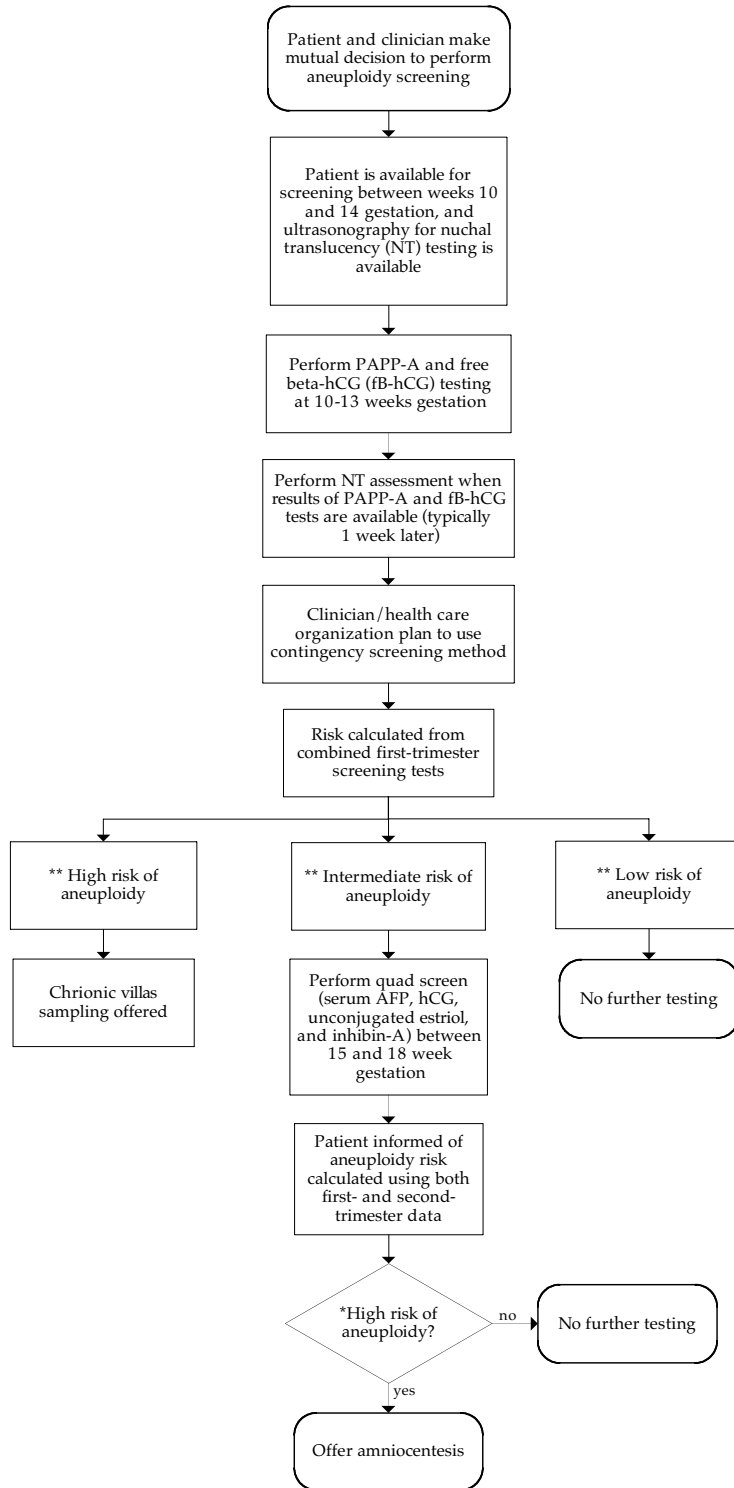 Patient and clinician make
mutual decision to perform
aneuploidy screening
Patient is available for
screening between weeks 10
and 14 gestation, and
ultrasonography for nuchal
translucency (NT) testing is
available
Perform PAPP-A and free
beta-hCG (fB-hCG) testing
at 10-13 weeks gestation
Perform NT assessment when
results of PAPP-A and fB-hCG
tests are available (typically
1 week later)
Clinician/health care
organization plan to use
contingency screening method
Risk calculated from
combined first-trimester
screening tests
** High risk of
aneuploidy
** Intermediate risk of
aneuploidy
** Low risk of
aneuploidy
Chrionic villas
sampling offered
Perform quad screen
(serum AFP, hCG,
unconjugated estriol,
and inhibin-A) between
15 and 18 week
gestation
No further testing
Patient informed of
aneuploidy risk
calculated using both
first- and second-
trimester data
*High risk of
aneuploidy?
no
No further testing
yes
Offer amniocentesis